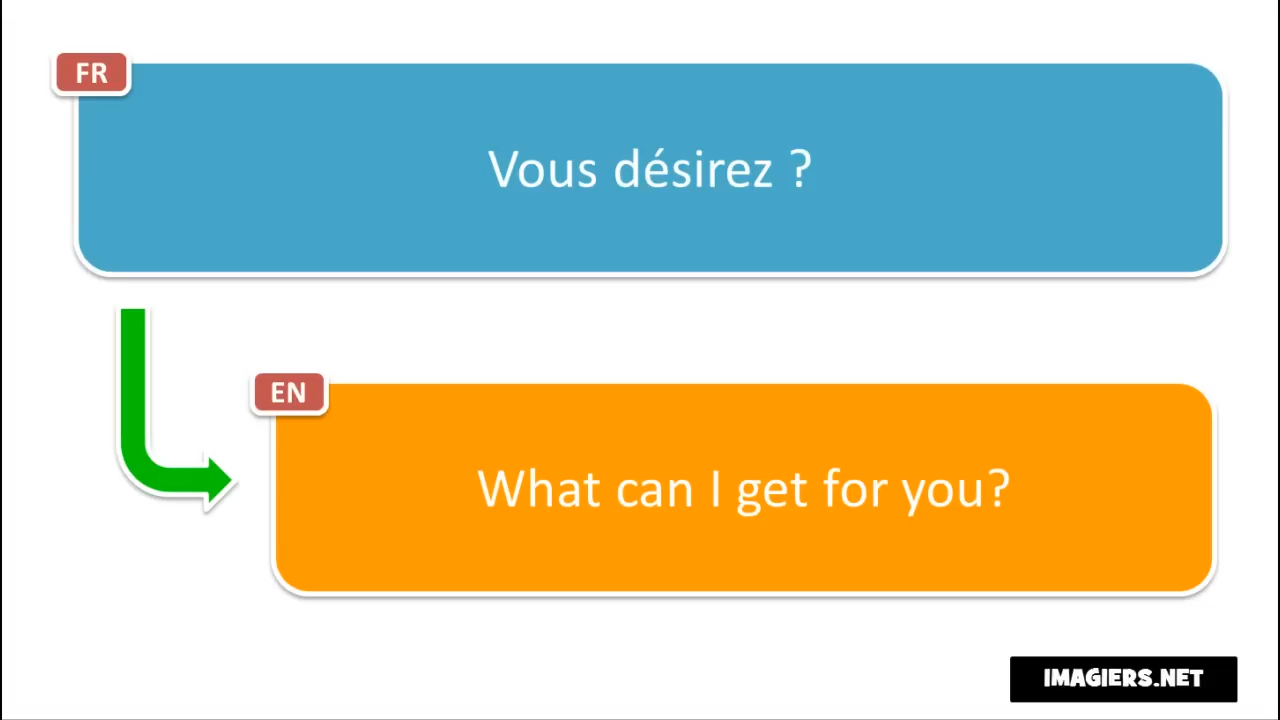 FR
Vous désirez ?
EN
What can I get for you?
IMAGIERS.NET